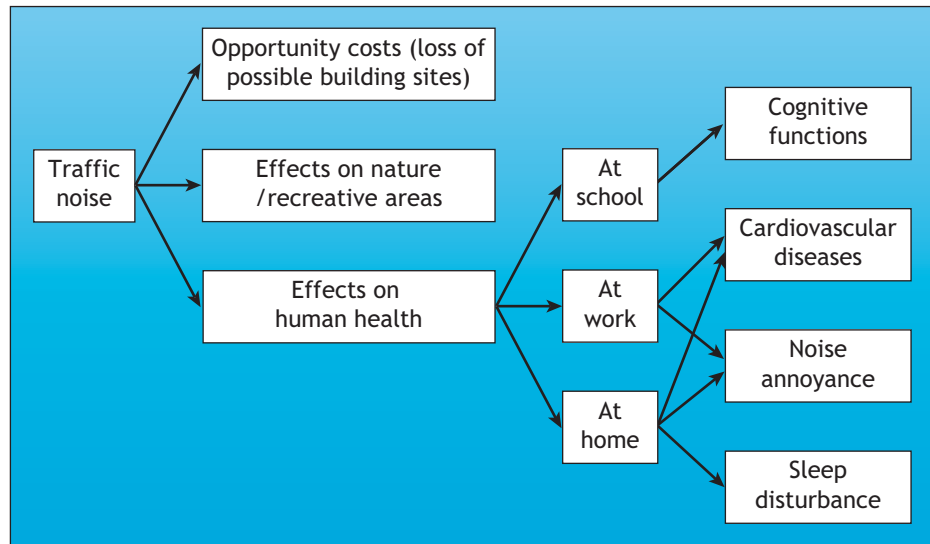 Traffic
noise
Opportunity costs (loss of
possible building sites)
Effects on nature
/recreative areas
Effects on
human health
At
school
At
work
At
home
Cognitive
functions
Cardiovascular
diseases
Noise
annoyance
Sleep
disturbance